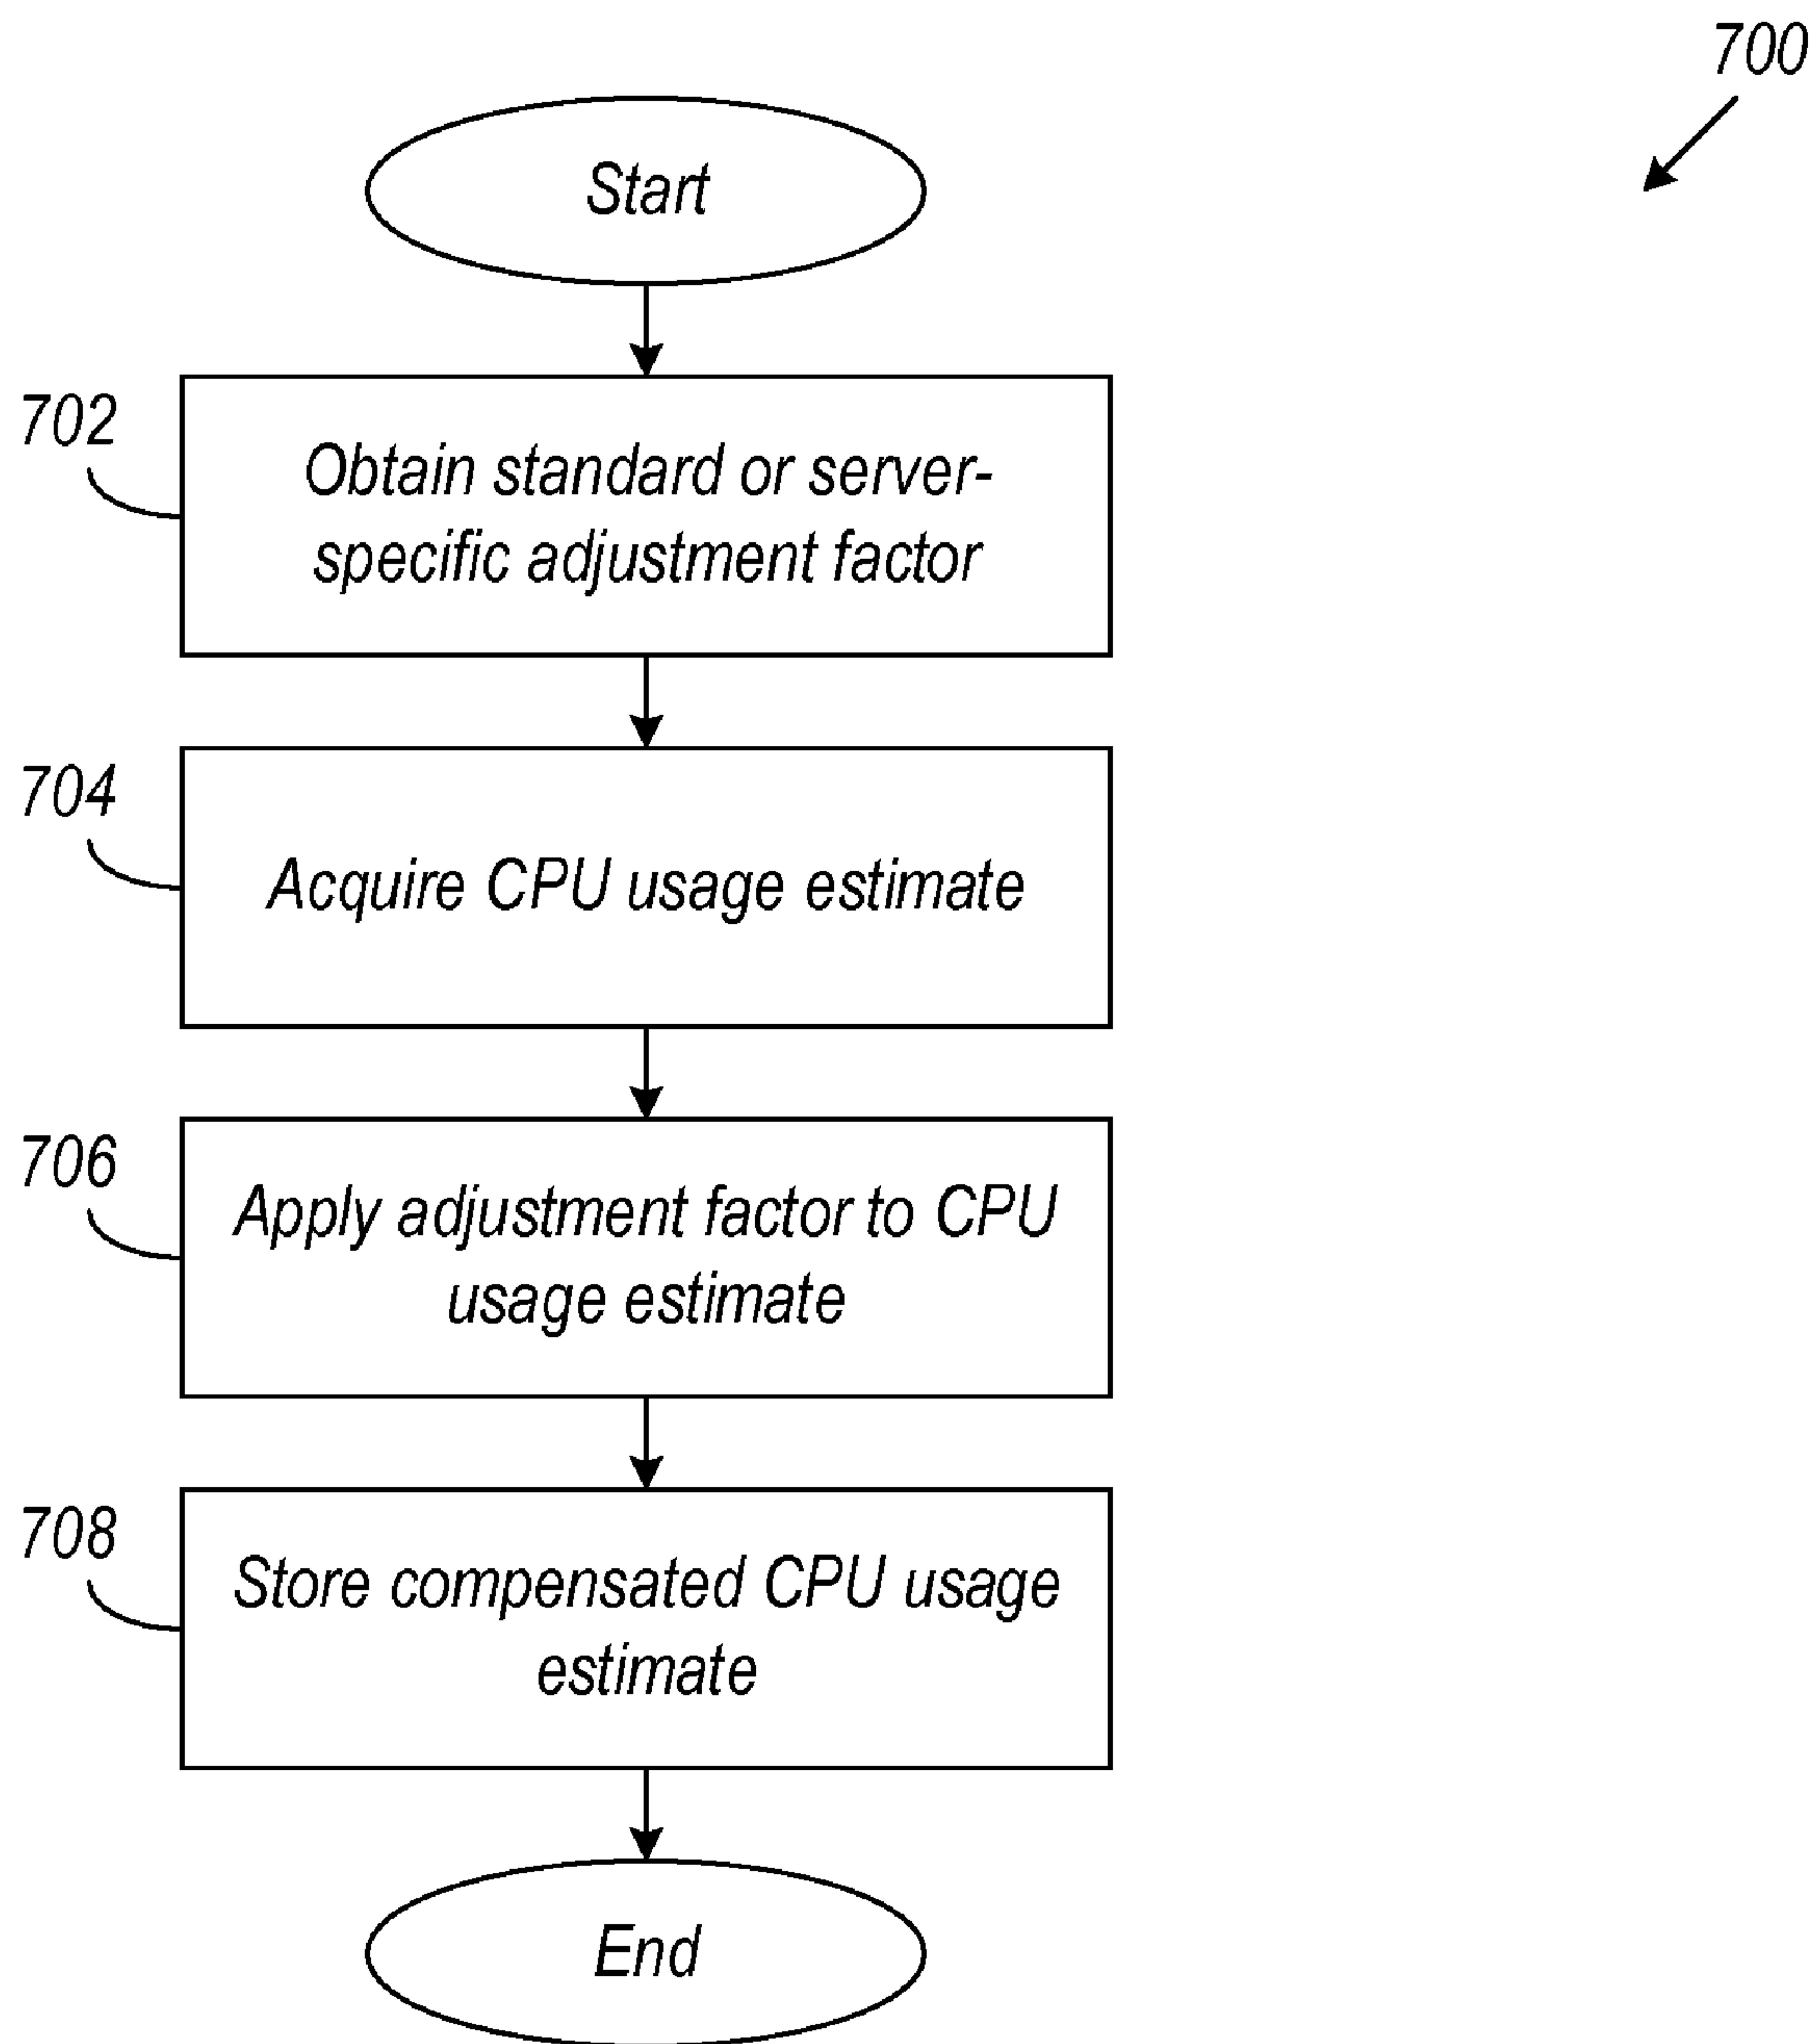 700
Start
702
Obtain standard or server-
specific adjustment factor
704
Acquire CPU usage estimate
706
Apply adjustment factor to CPU
usage estimate
708
Store compensated CPU usage
estimate
End